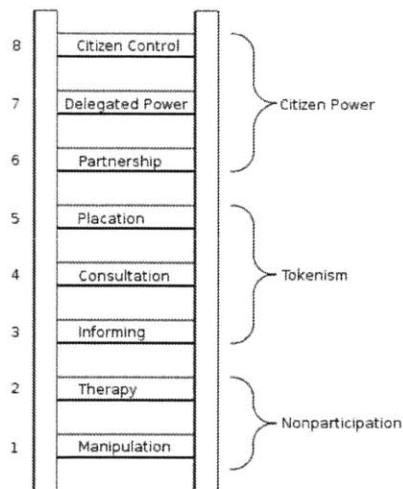 8 Citizen Control
7 Delegated Power
Citizen Power
6 Partnership
5 Placation
4 Consultation
Tokenism
3 Informing
2 Therapy
Nonparticipation
1 Manipulation